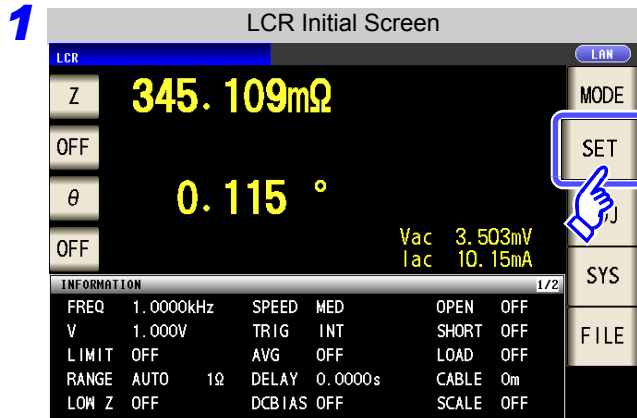 1
LCR Initial Screen
LCR
LAN
Z
345.109mΩ
MODE
OFF
SET
θ
0.115 °
OFF
Vac 3.503mV
Iac 10.15mA
SYS
INFORMATION
1/2
FREQ 1.0000kHz SPEED MED OPEN OFF
V 1.000V TRIG INT SHORT OFF
FILE
LIMIT OFF AVG OFF LOAD OFF
RANGE AUTO 1Ω DELAY 0.0000s CABLE 0m
LOW Z OFF DCBIAS OFF SCALE OFF